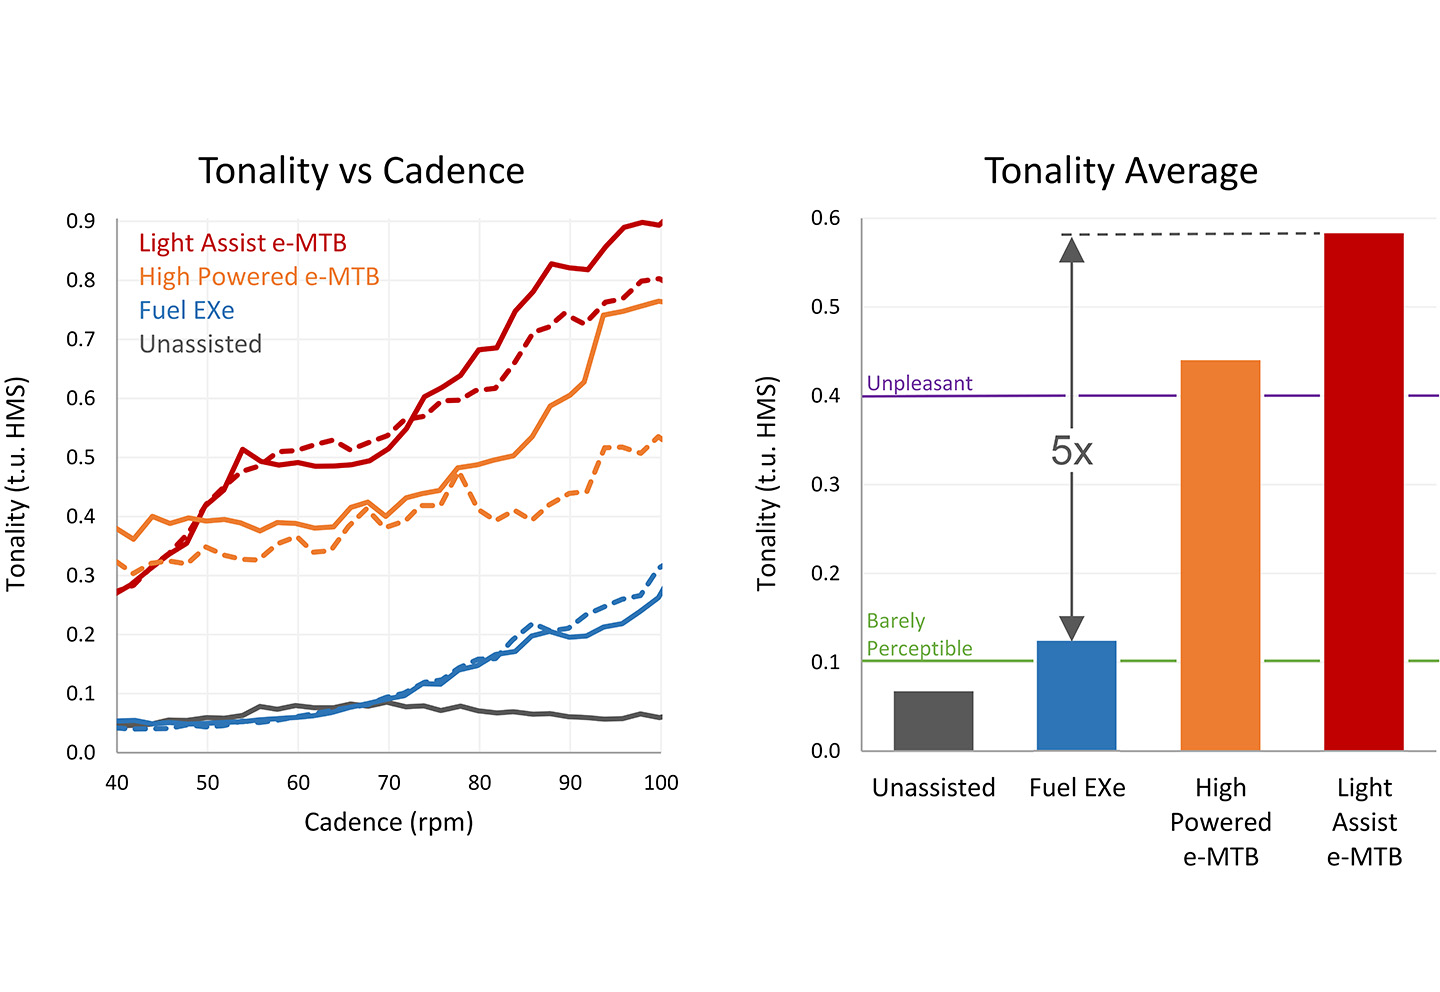 Tonality vs Cadence
Tonality (t.u. HMS)
0.9
0.8
0.7
0.6
0.5
0.4
0.3
0.2
0.1
0.0
Light Assist e-MTB
High Powered e-MTB
Fuel EXe
Unassisted
40 50 60 70 80 90 100
Cadence (rpm)
Tonality Average
Tonality (t.u. HMS)
0.6
0.5
0.4
0.3
0.2
0.1
0.0
Unpleasant
5x
Barely
Perceptible
Unassisted
Fuel EXe
High
Powered
e-MTB
Light
Assist
e-MTB